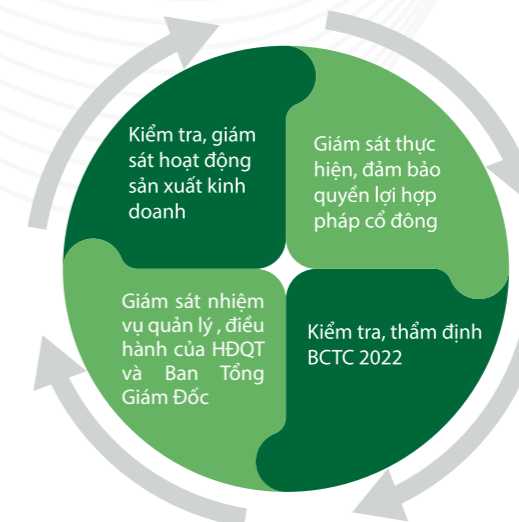 Kiểm tra, giám
sát hoạt động
sản xuất kinh
doanh
Giám sát thực
hiện, đảm bảo
quyền lợi hợp
pháp cổ đông
Giám sát nhiệm
vụ quản lý , điều
hành của HĐQT
và Ban Tổng
Giám Đốc
Kiểm tra, thẩm định
BCTC 2022